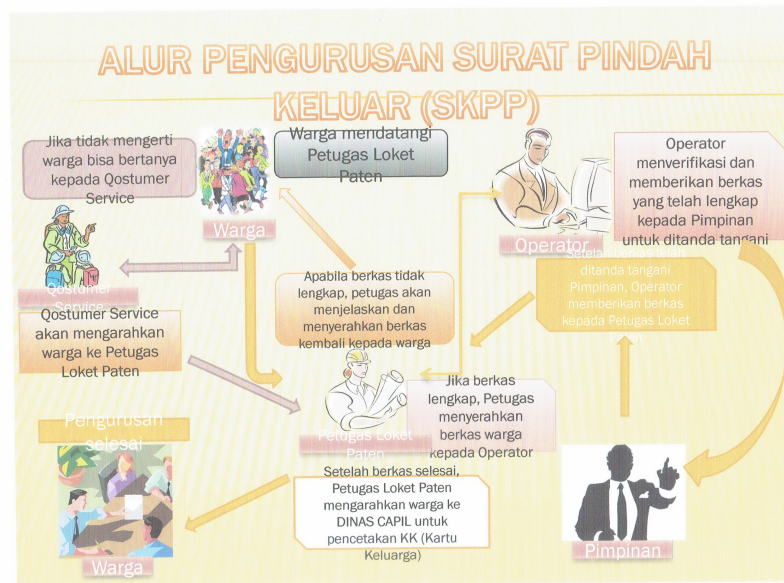 ALUR PENGURUSAN SURAT PINDAH
KELUAR (SKPP)
Jika tidak mengerti
warga bisa bertanya
kepada Qostumer
Service
Warga mendatangi
Petugas Loket
Paten
Operator
menverifikasi dan
memberikan berkas
yang telah lengkap
kepada Pimpinan
untuk ditanda tangani
Warga
Operator
Qostumer
Service
Apabila berkas tidak
lengkap, petugas akan
menjelaskan dan
menyerahkan berkas
kembali kepada warga
Setelah berkas telah
ditanda tangani
Pimpinan, Operator
memberikan berkas
kepada Petugas Loket
Qostumer Service
akan mengarahkan
warga ke Petugas
Loket Paten
Jika berkas
lengkap, Petugas
menyerahkan
berkas warga
kepada Operator
Petugas Loket
Paten
Pengurusan
selesai
Setelah berkas selesai,
Petugas Loket Paten
mengarahkan warga ke
DINAS CAPIL untuk
pencetakan KK (Kartu
Keluarga)
Warga
Pimpinan